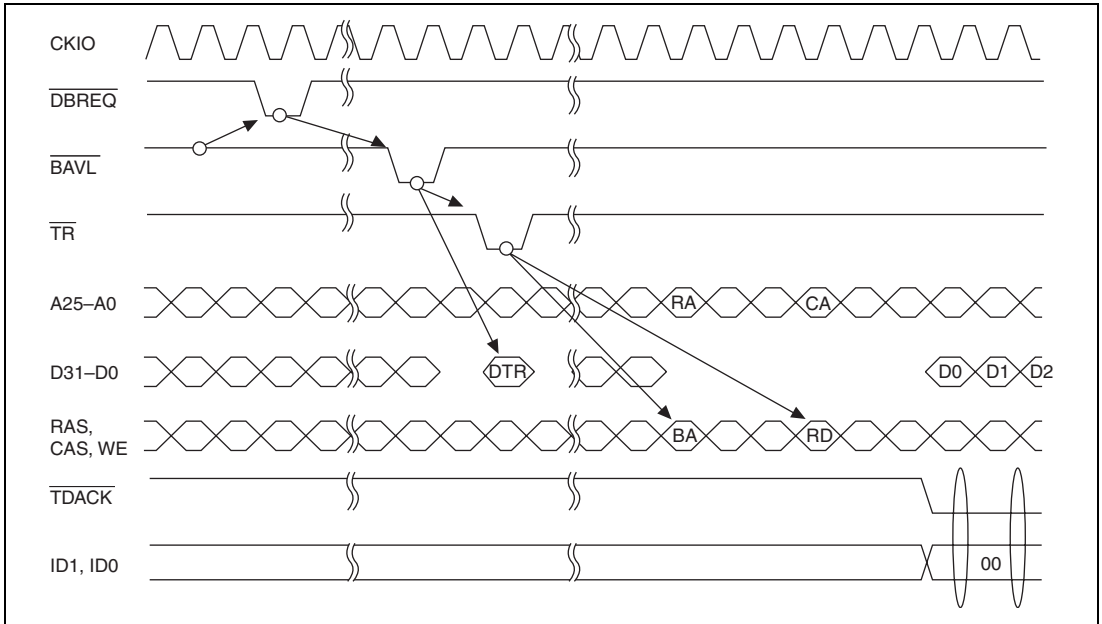 CKIO
DBREQ
BAVL
TR
A25–A0 RA CA
D31–D0 DTR D0 D1 D2
RAS,
CAS, WE BA RD
TDACK
ID1, ID0 00